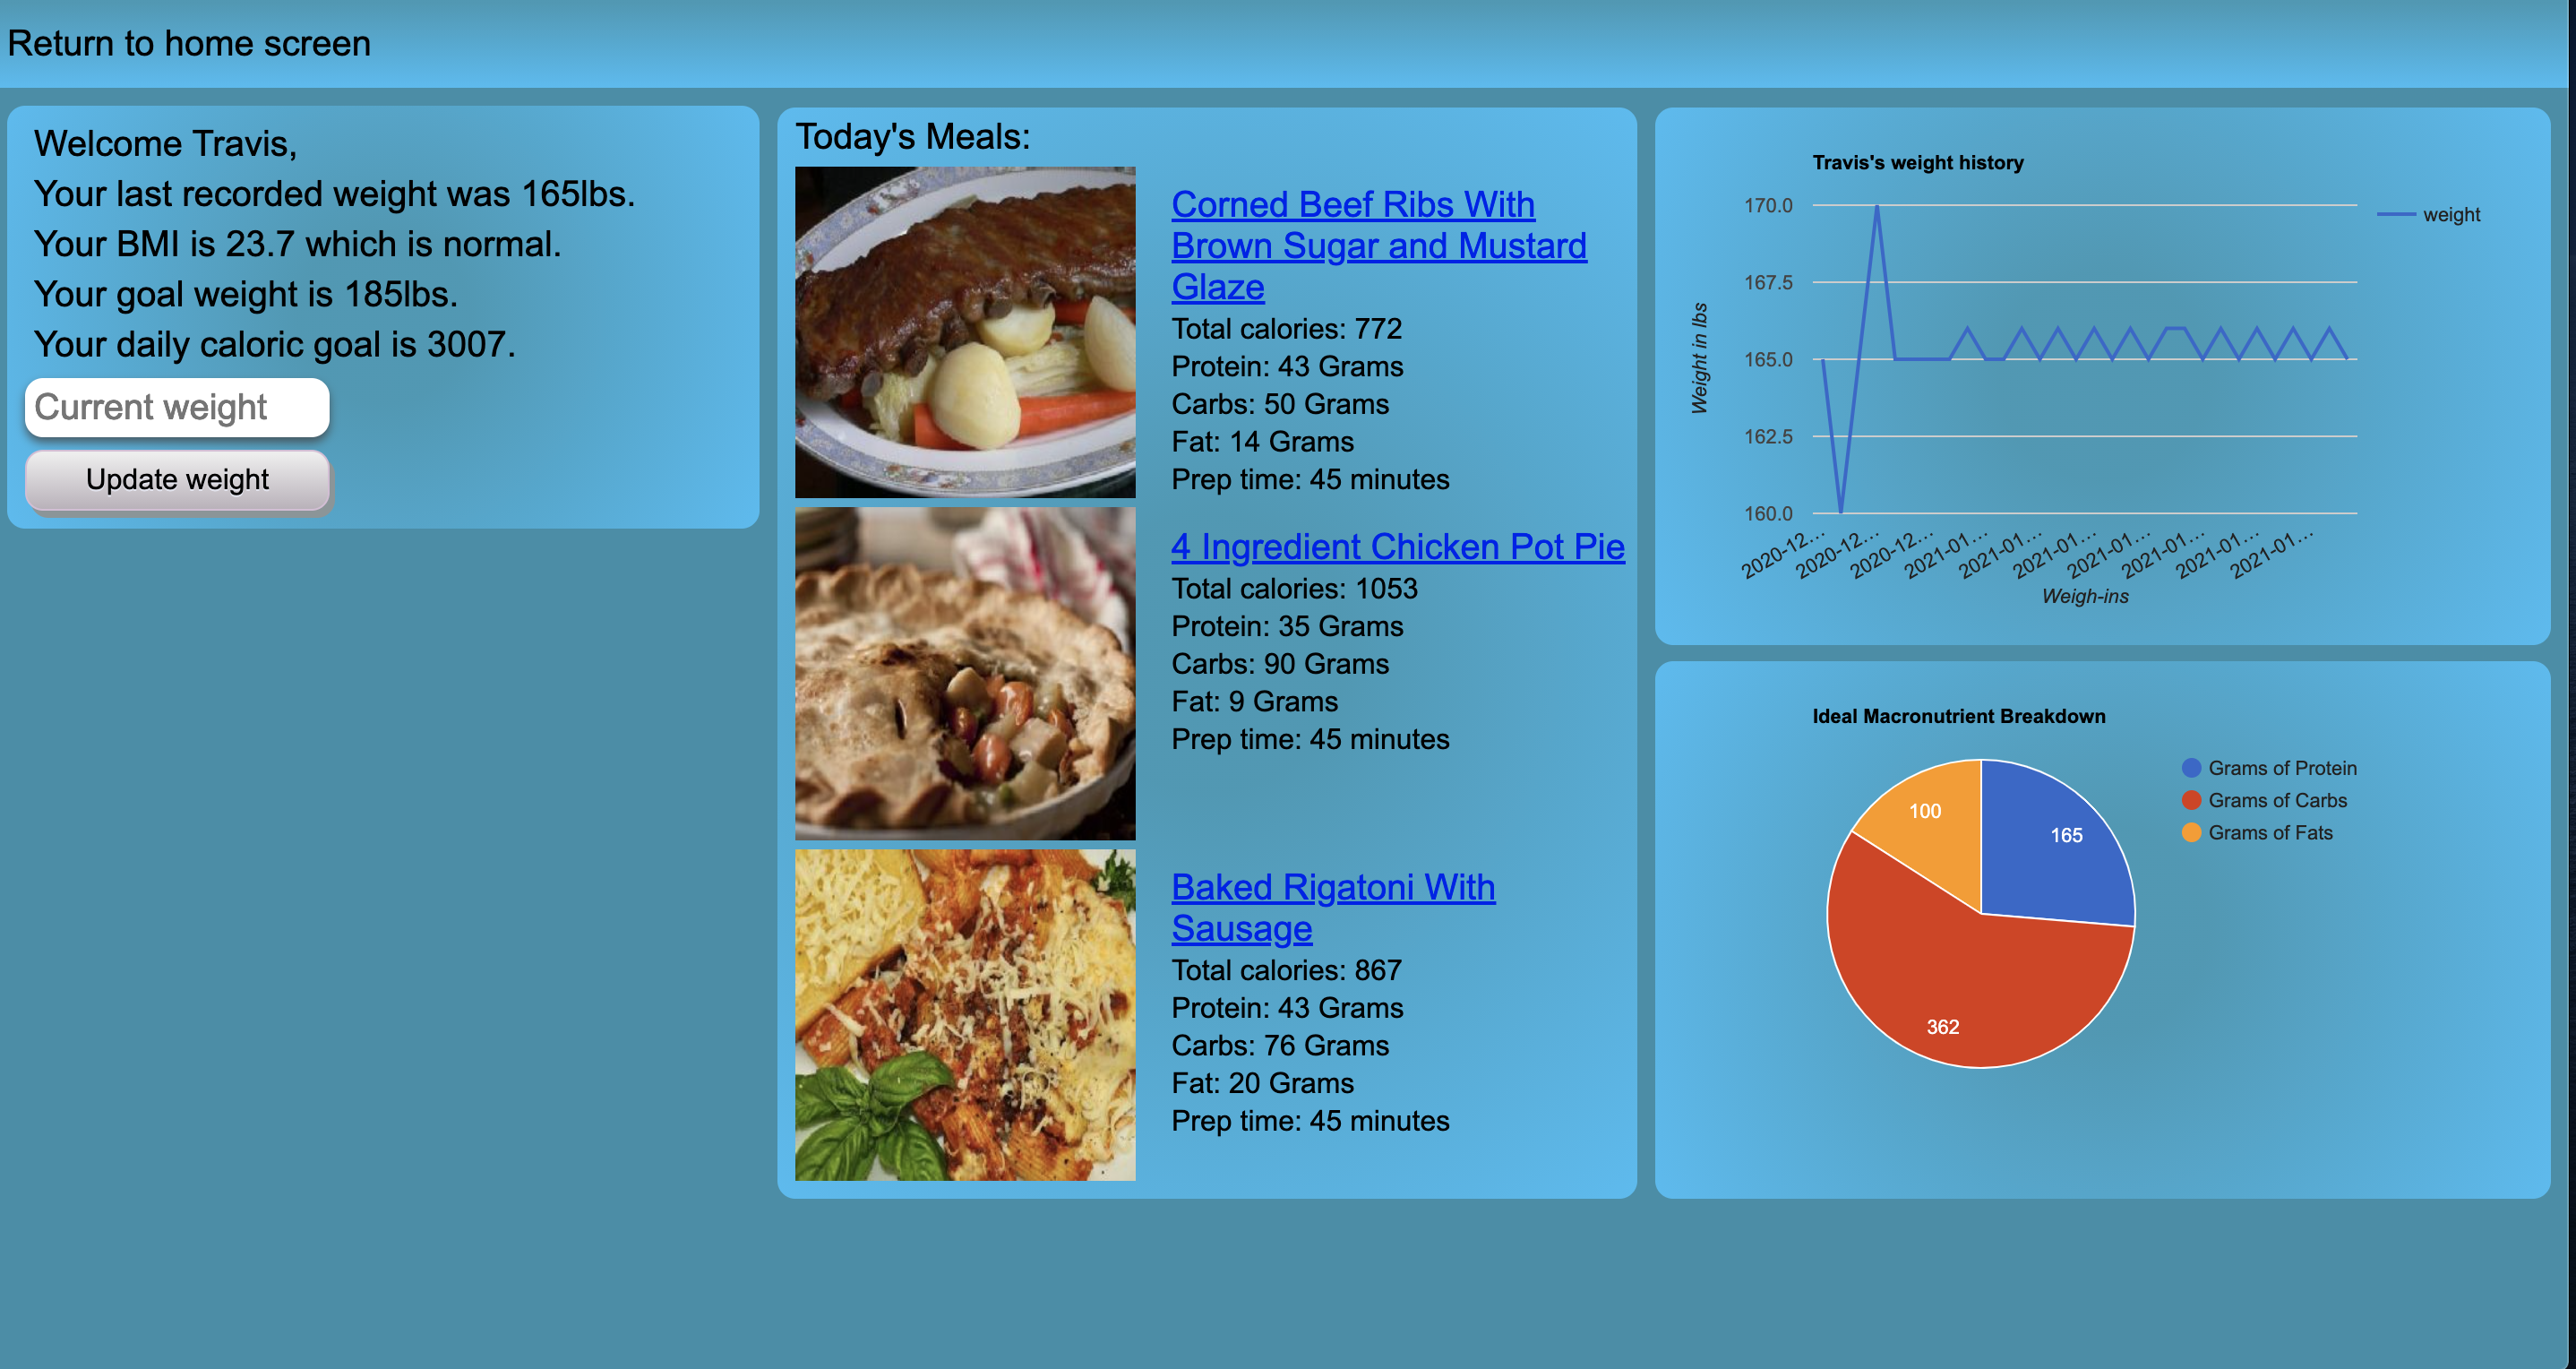 Return to home screen
Welcome Travis,
Your last recorded weight was 165lbs.
Your BMI is 23.7 which is normal.
Your goal weight is 185lbs.
Your daily caloric goal is 3007.
Current weight
Update weight
Today's Meals:
Corned Beef Ribs With
Brown Sugar and Mustard
Glaze
Total calories: 772
Protein: 43 Grams
Carbs: 50 Grams
Fat: 14 Grams
Prep time: 45 minutes
4 Ingredient Chicken Pot Pie
Total calories: 1053
Protein: 35 Grams
Carbs: 90 Grams
Fat: 9 Grams
Prep time: 45 minutes
Baked Rigatoni With
Sausage
Total calories: 867
Protein: 43 Grams
Carbs: 76 Grams
Fat: 20 Grams
Prep time: 45 minutes
Travis's weight history
weight
Weight in lbs
170.0
167.5
165.0
162.5
160.0
2020-12…
2020-12…
2020-12…
2021-01…
2021-01…
2021-01…
2021-01…
2021-01…
2021-01…
2021-01…
Weigh-ins
Ideal Macronutrient Breakdown
Grams of Protein
Grams of Carbs
Grams of Fats
100
165
362